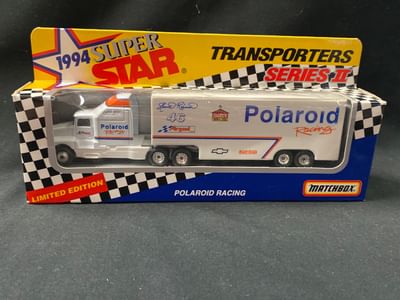 1994 SUPER
STAR
TRANSPORTERS
SERIES II
Polaroid
Racing
46
Polaroid
LIMITED EDITION
POLAROID RACING
MATCHBOX